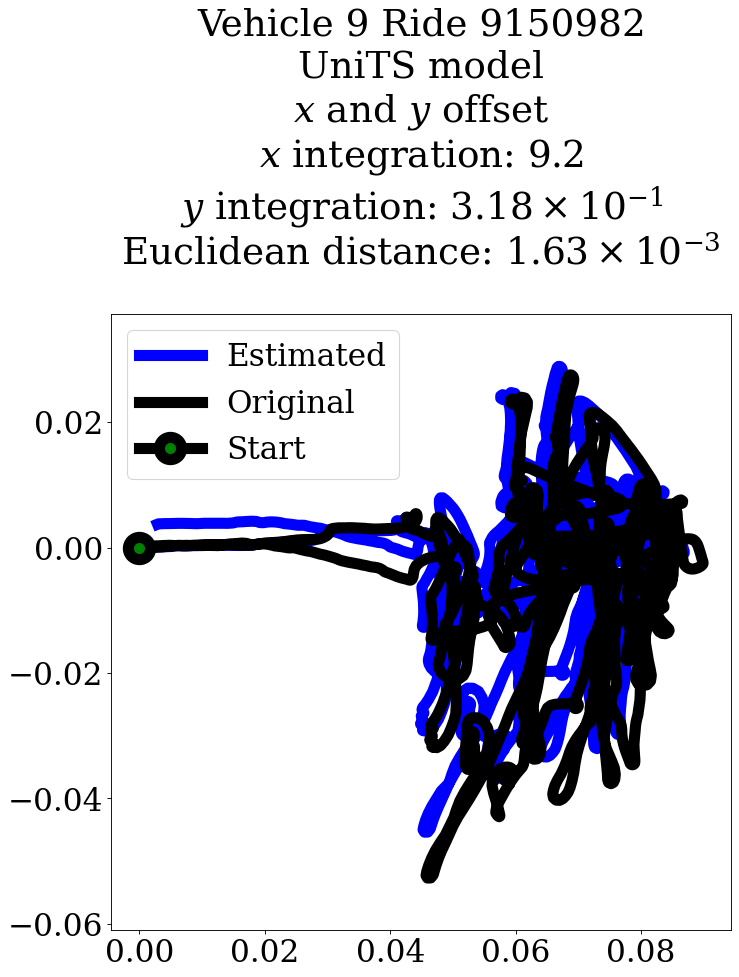 Vehicle 9 Ride 9150982
UniTS model
x and y offset
x integration: 9.2
y integration: 3.18 × 10⁻¹
Euclidean distance: 1.63 × 10⁻³
Estimated
Original
Start
0.02
0.00
−0.02
−0.04
−0.06
0.00 0.02 0.04 0.06 0.08